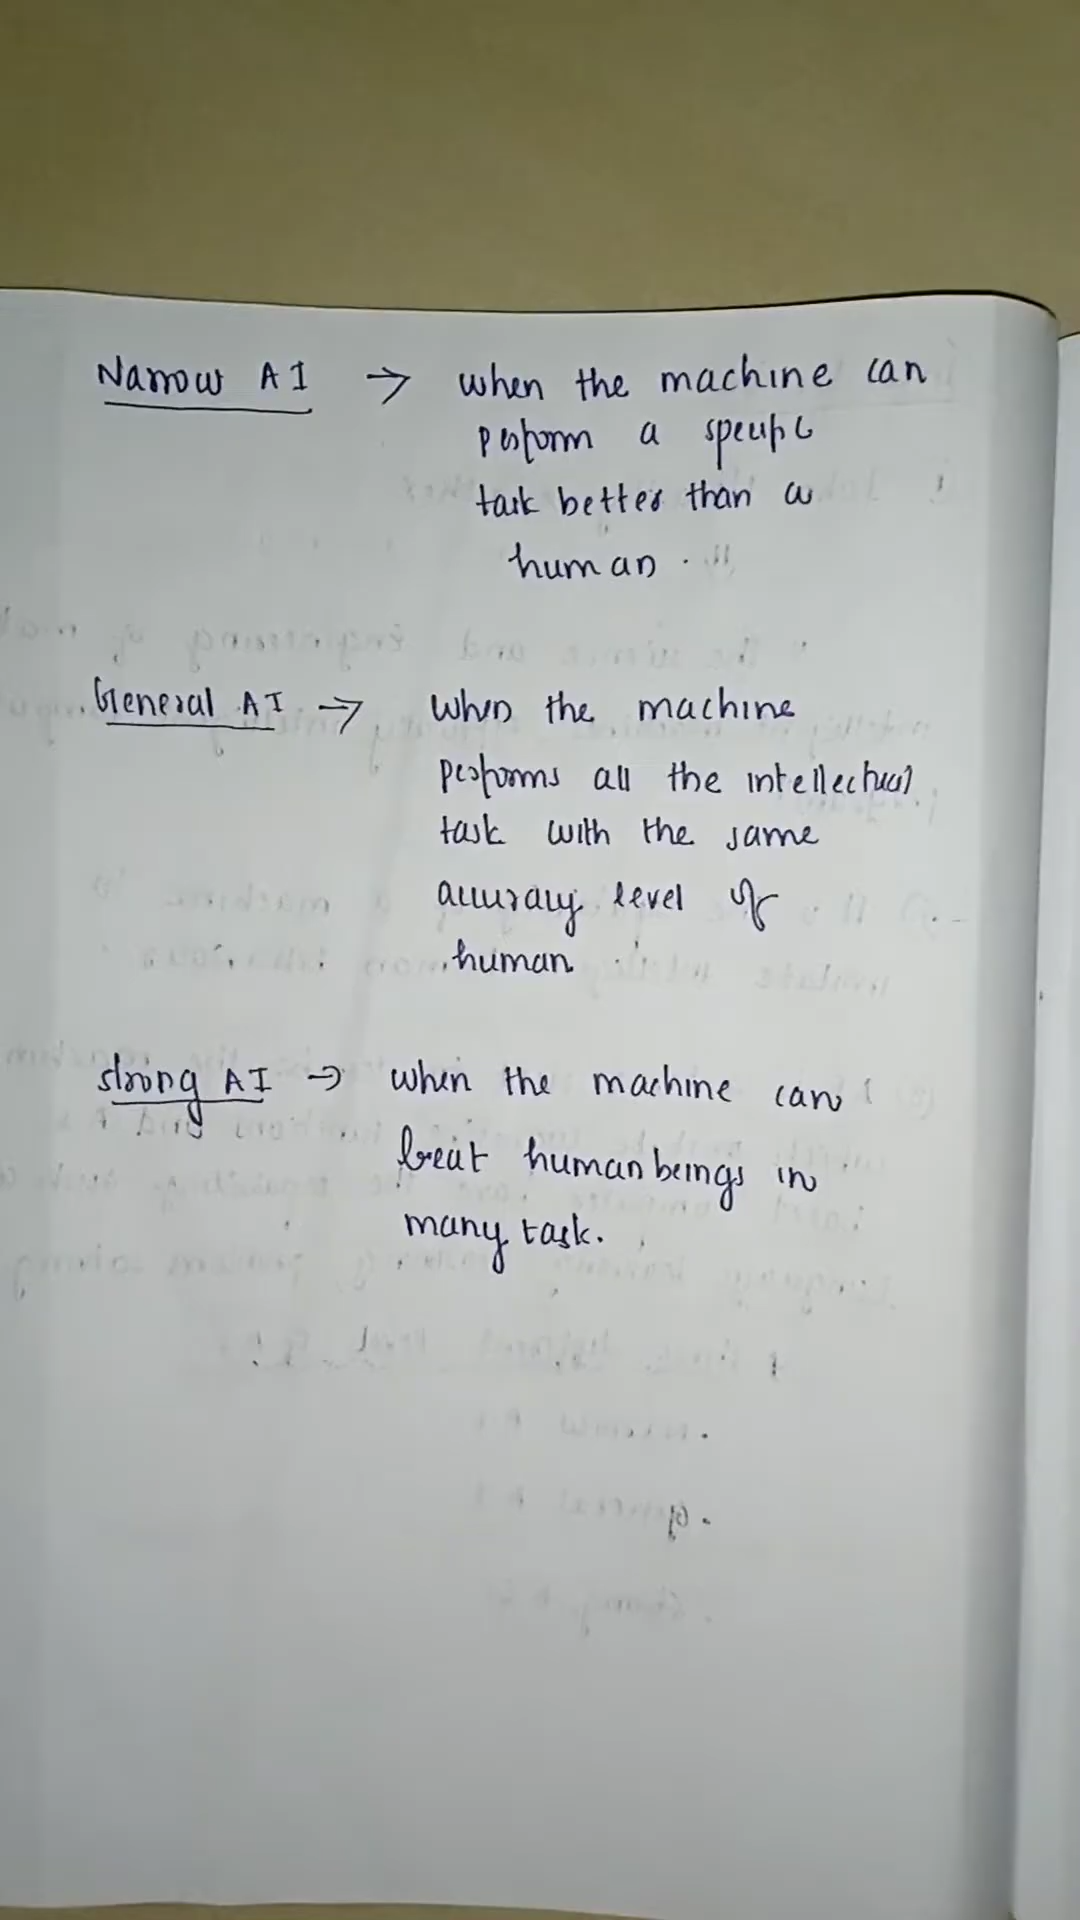 Narrow AI → when the machine can
perform a specific
task better than a
human.
General AI → When the machine
performs all the intellectual
task with the same
accuracy level of
human.
strong AI → when the machine can
beat human beings in
many task.